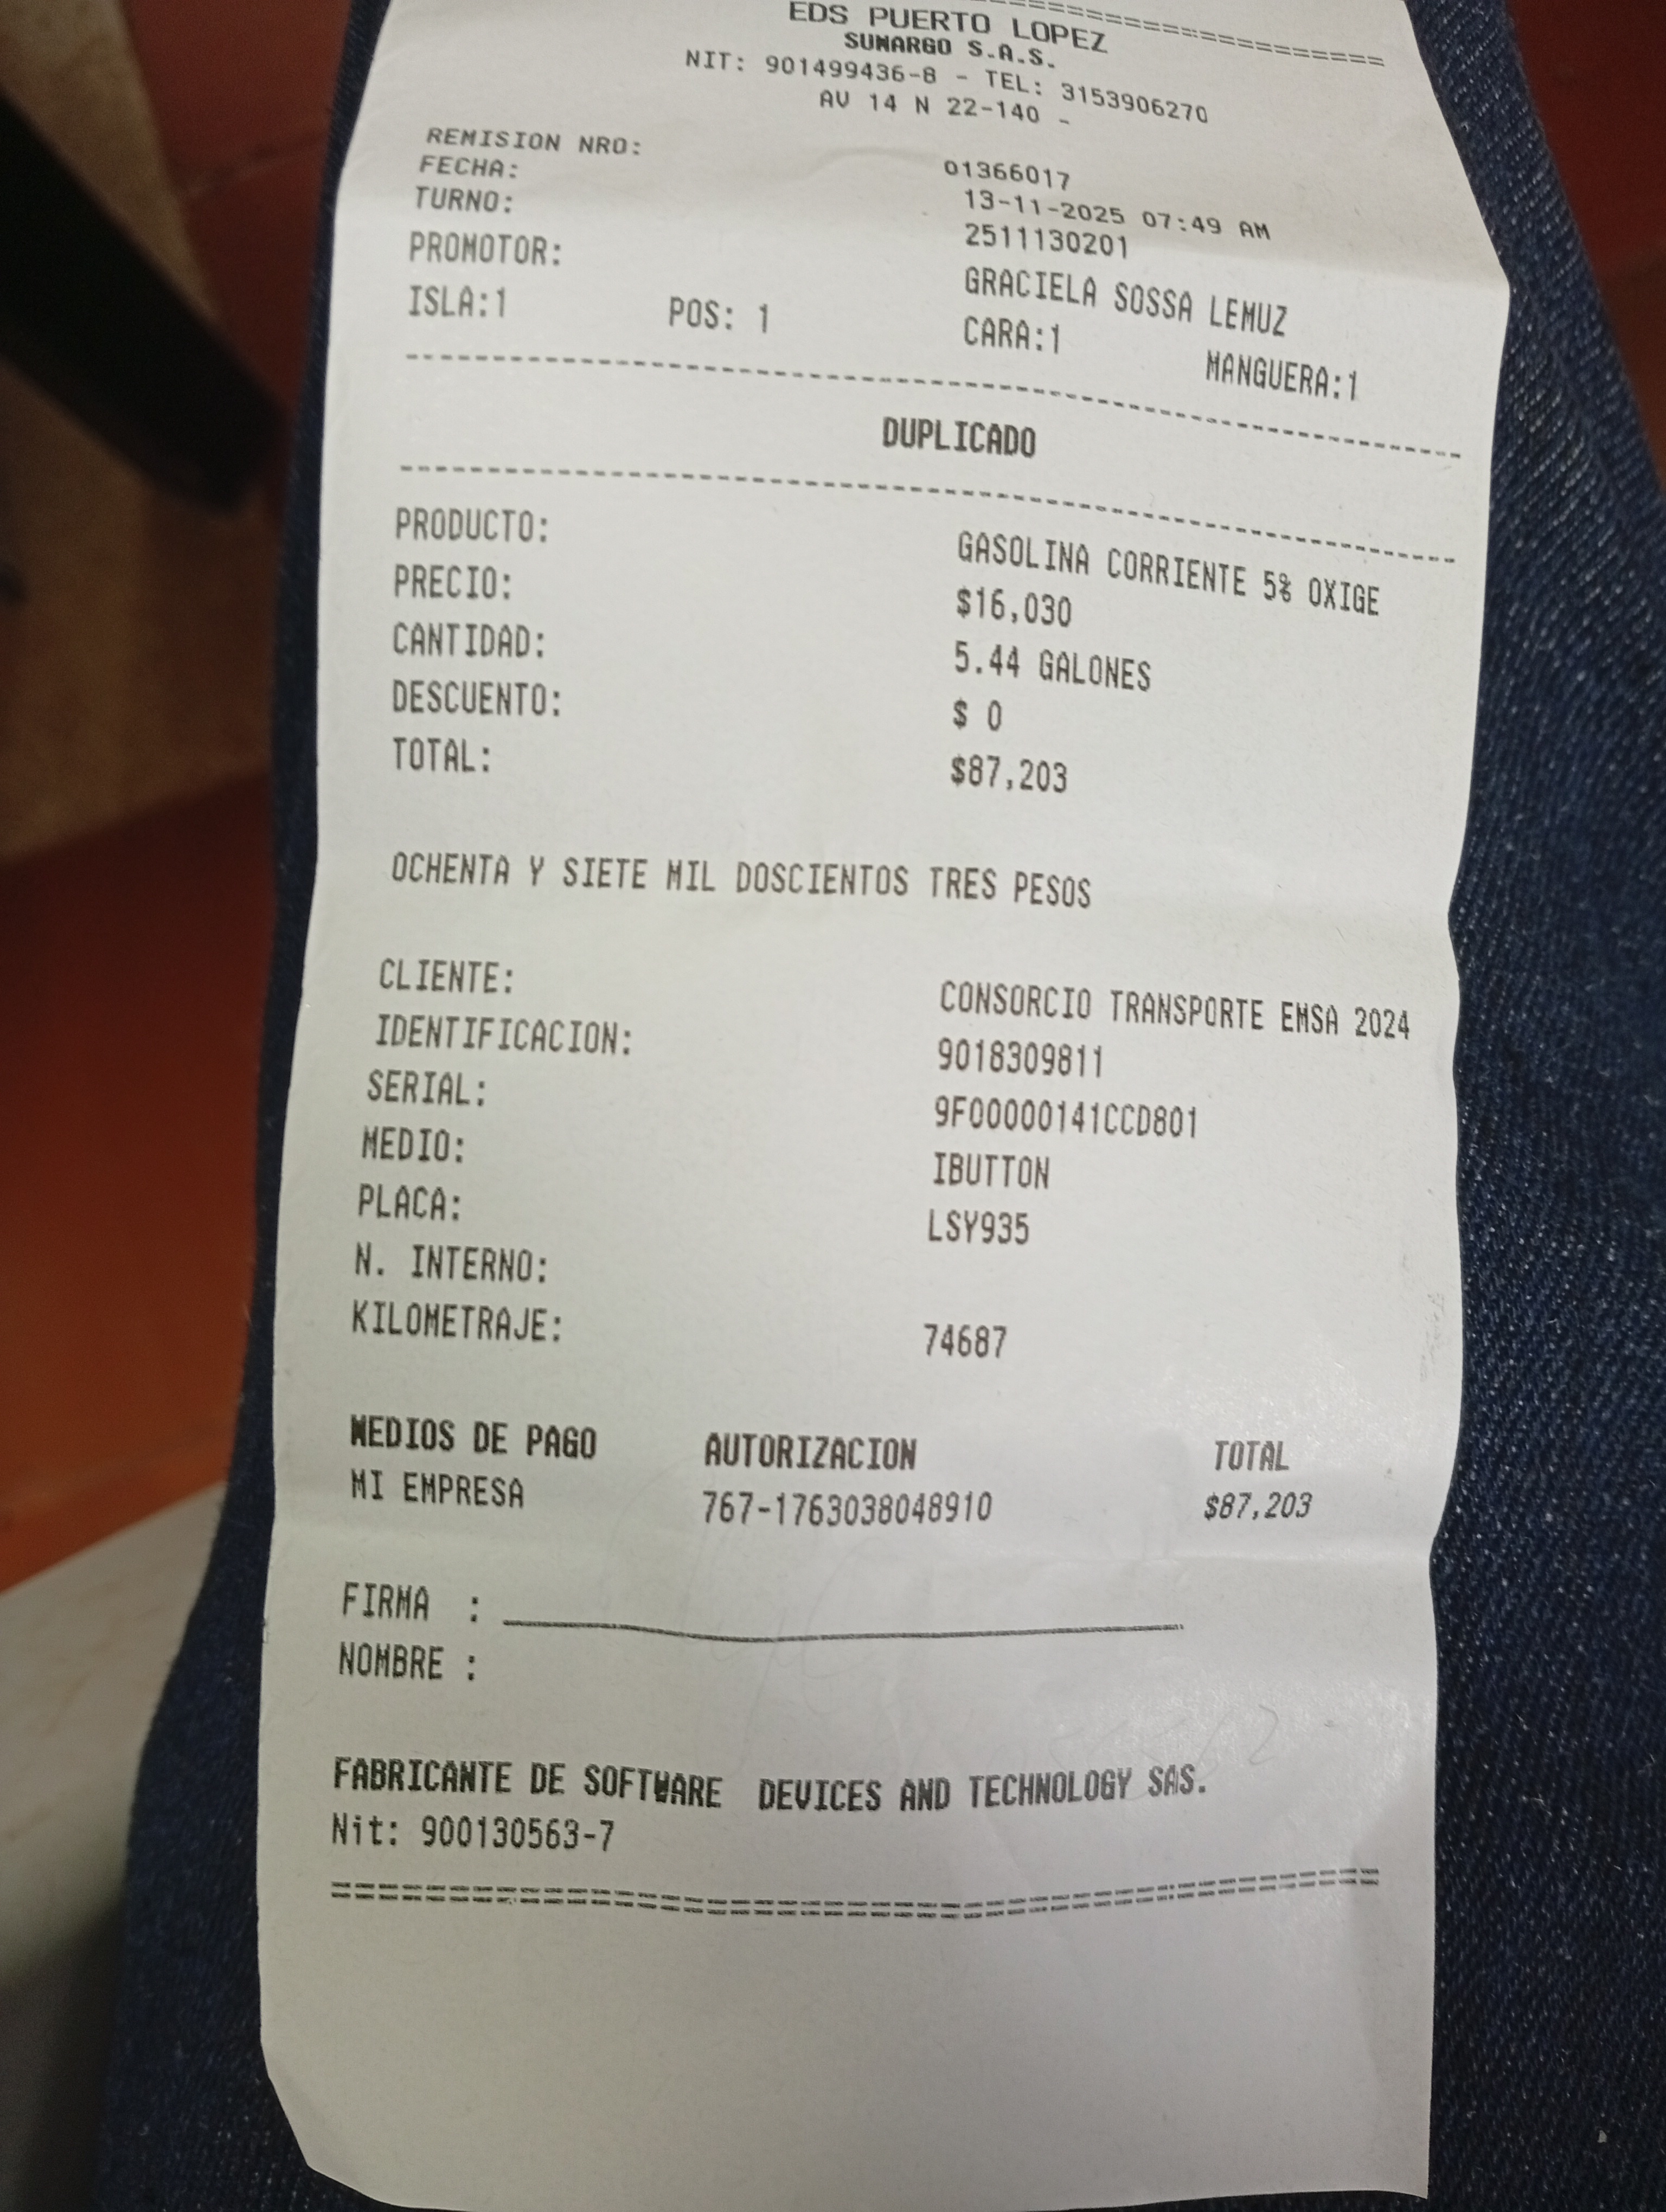 EDS PUERTO LOPEZ
SUNARGO S.A.S.
NIT: 901499436-8 - TEL: 3153906270
AV 14 N 22-140 -
REMISION NRO: 01366017
FECHA: 13-11-2025 07:49 AM
TURNO: 2511130201
PROMOTOR: GRACIELA SOSSA LEMUZ
ISLA:1 POS: 1 CARA:1 MANGUERA:1
DUPLICADO
PRODUCTO: GASOLINA CORRIENTE 5% OXIGE
PRECIO: $16,030
CANTIDAD: 5.44 GALONES
DESCUENTO: $ 0
TOTAL: $87,203
OCHENTA Y SIETE MIL DOSCIENTOS TRES PESOS
CLIENTE: CONSORCIO TRANSPORTE EMSA 2024
IDENTIFICACION: 9018309811
SERIAL: 9F00000141CCD801
MEDIO: IBUTTON
PLACA: LSY935
N. INTERNO:
KILOMETRAJE: 74687
MEDIOS DE PAGO AUTORIZACION TOTAL
MI EMPRESA 767-1763038048910 $87,203
FIRMA :
NOMBRE :
FABRICANTE DE SOFTWARE DEVICES AND TECHNOLOGY SAS.
Nit: 900130563-7